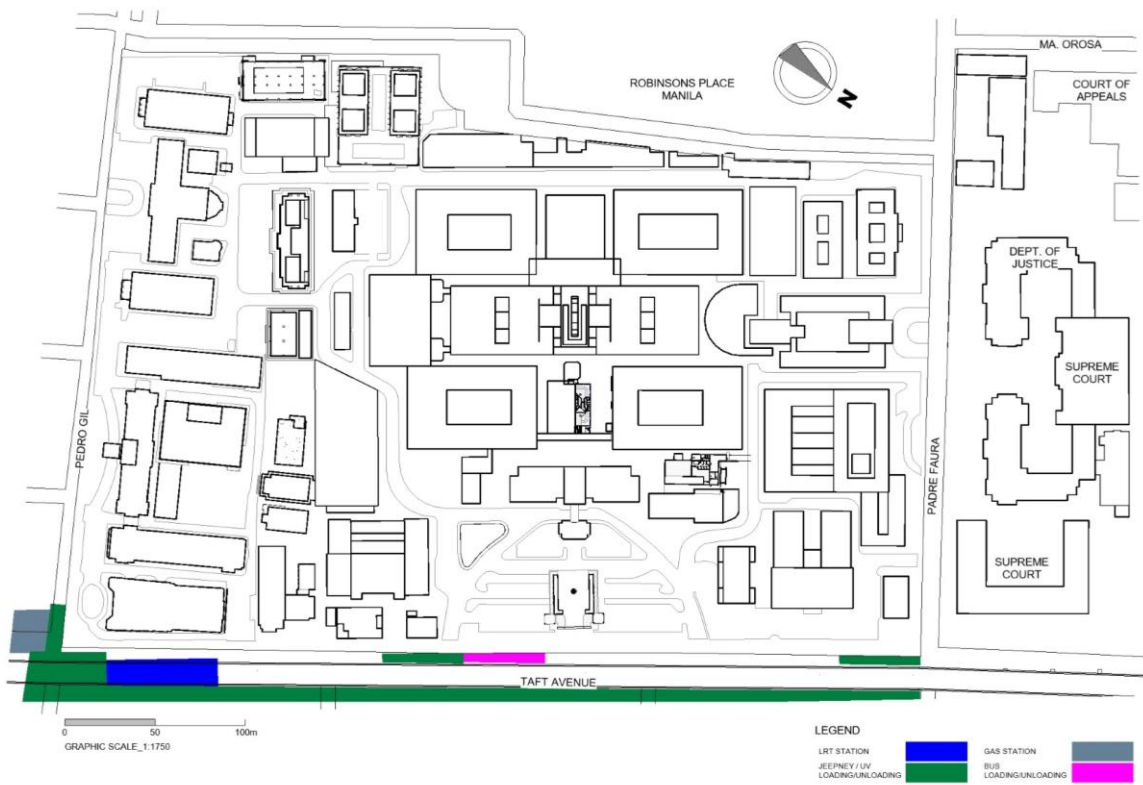 MA. OROSA
ROBINSONS PLACE
MANILA
COURT OF
APPEALS
N
DEPT. OF
JUSTICE
SUPREME
COURT
PEDRO GIL
PADRE FAURA
SUPREME
COURT
TAFT AVENUE
0 50 100m
GRAPHIC SCALE_1:1750
LEGEND
LRT STATION
GAS STATION
JEEPNEY / UV
LOADING/UNLOADING
BUS
LOADING/UNLOADING